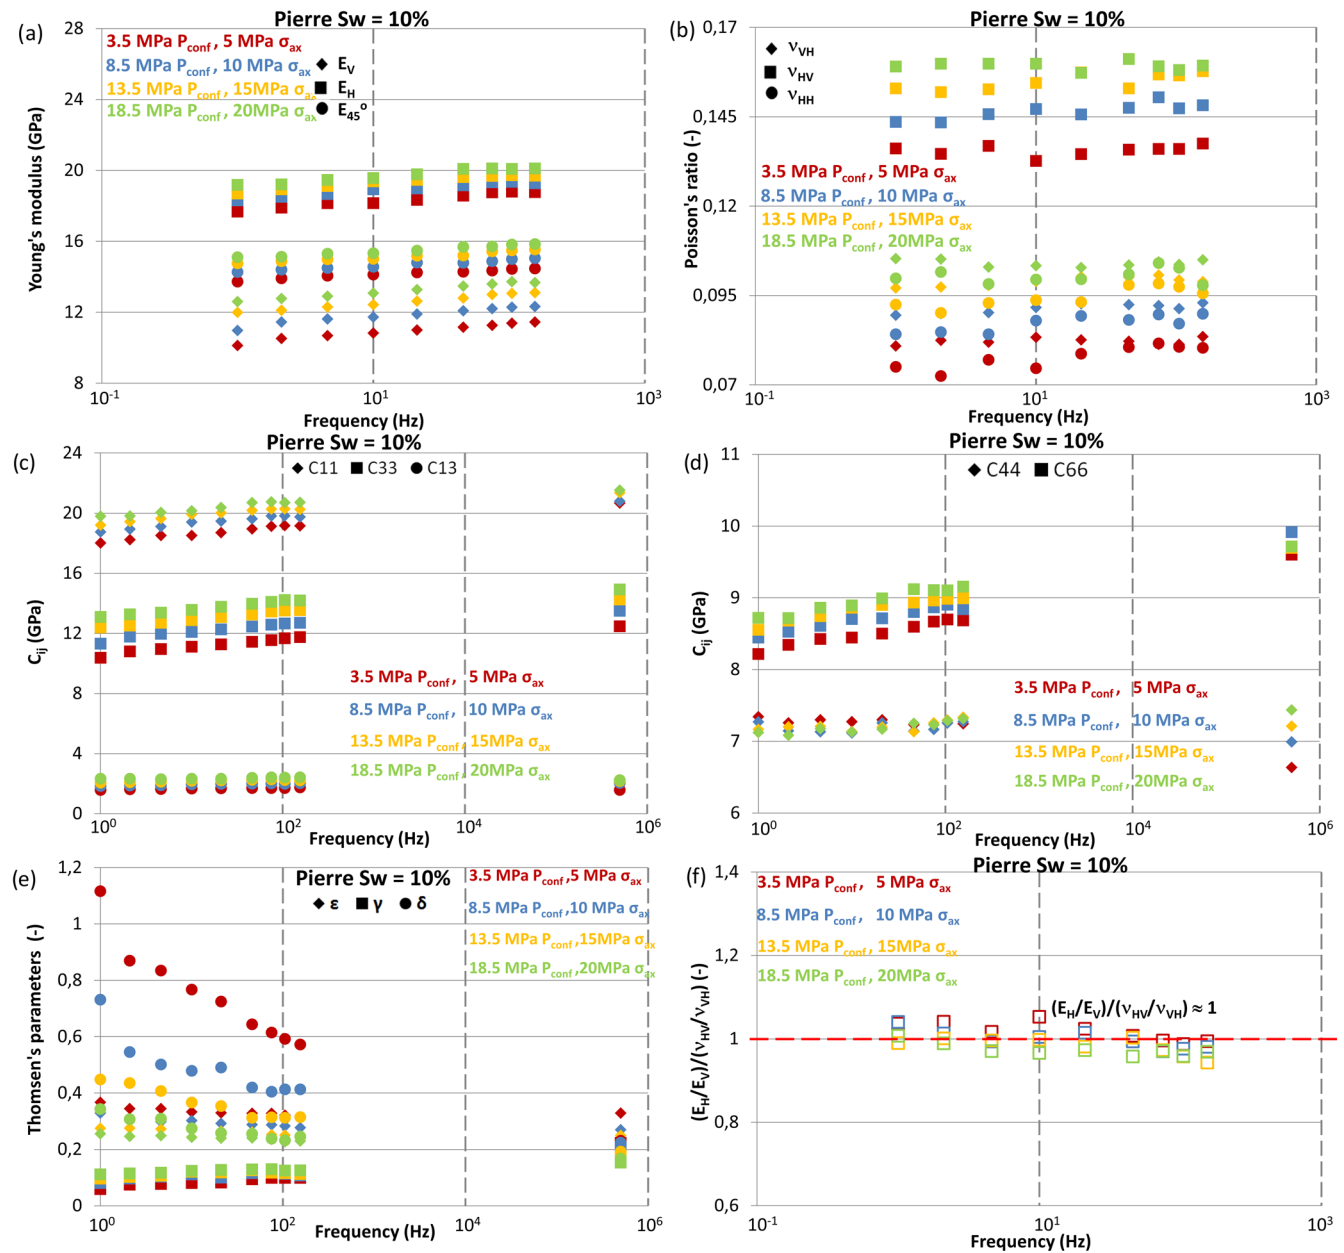 (a)
Pierre Sw = 10%
3.5 MPa Pconf, 5 MPa σax
8.5 MPa Pconf, 10 MPa σax
13.5 MPa Pconf, 15MPa σax
18.5 MPa Pconf, 20MPa σax
EV
EH
E45°
Young's modulus (GPa)
28
24
20
16
12
8
10-1
101
103
Frequency (Hz)
(b)
Pierre Sw = 10%
νVH
νHV
νHH
3.5 MPa Pconf, 5 MPa σax
8.5 MPa Pconf, 10 MPa σax
13.5 MPa Pconf, 15MPa σax
18.5 MPa Pconf, 20MPa σax
Poisson's ratio (-)
0,17
0,145
0,12
0,095
0,07
10-1
101
103
Frequency (Hz)
(c)
Pierre Sw = 10%
C11 C33 C13
3.5 MPa Pconf, 5 MPa σax
8.5 MPa Pconf, 10 MPa σax
13.5 MPa Pconf, 15MPa σax
18.5 MPa Pconf, 20MPa σax
Cij (GPa)
24
20
16
12
8
4
0
100
102
104
106
Frequency (Hz)
(d)
Pierre Sw = 10%
C44 C66
3.5 MPa Pconf, 5 MPa σax
8.5 MPa Pconf, 10 MPa σax
13.5 MPa Pconf, 15MPa σax
18.5 MPa Pconf, 20MPa σax
Cij (GPa)
11
10
9
8
7
6
100
102
104
106
Frequency (Hz)
(e)
Pierre Sw = 10%
ε γ δ
3.5 MPa Pconf,5 MPa σax
8.5 MPa Pconf,10 MPa σax
13.5 MPa Pconf,15MPa σax
18.5 MPa Pconf,20MPa σax
Thomsen's parameters (-)
1,2
1
0,8
0,6
0,4
0,2
0
100
102
104
106
Frequency (Hz)
(f)
Pierre Sw = 10%
3.5 MPa Pconf, 5 MPa σax
8.5 MPa Pconf, 10 MPa σax
13.5 MPa Pconf, 15MPa σax
18.5 MPa Pconf, 20MPa σax
(EH/EV)/(νHV/νVH) ≈ 1
(EH/EV)/(νHV/νVH) (-)
1,4
1,2
1
0,8
0,6
10-1
101
103
Frequency (Hz)